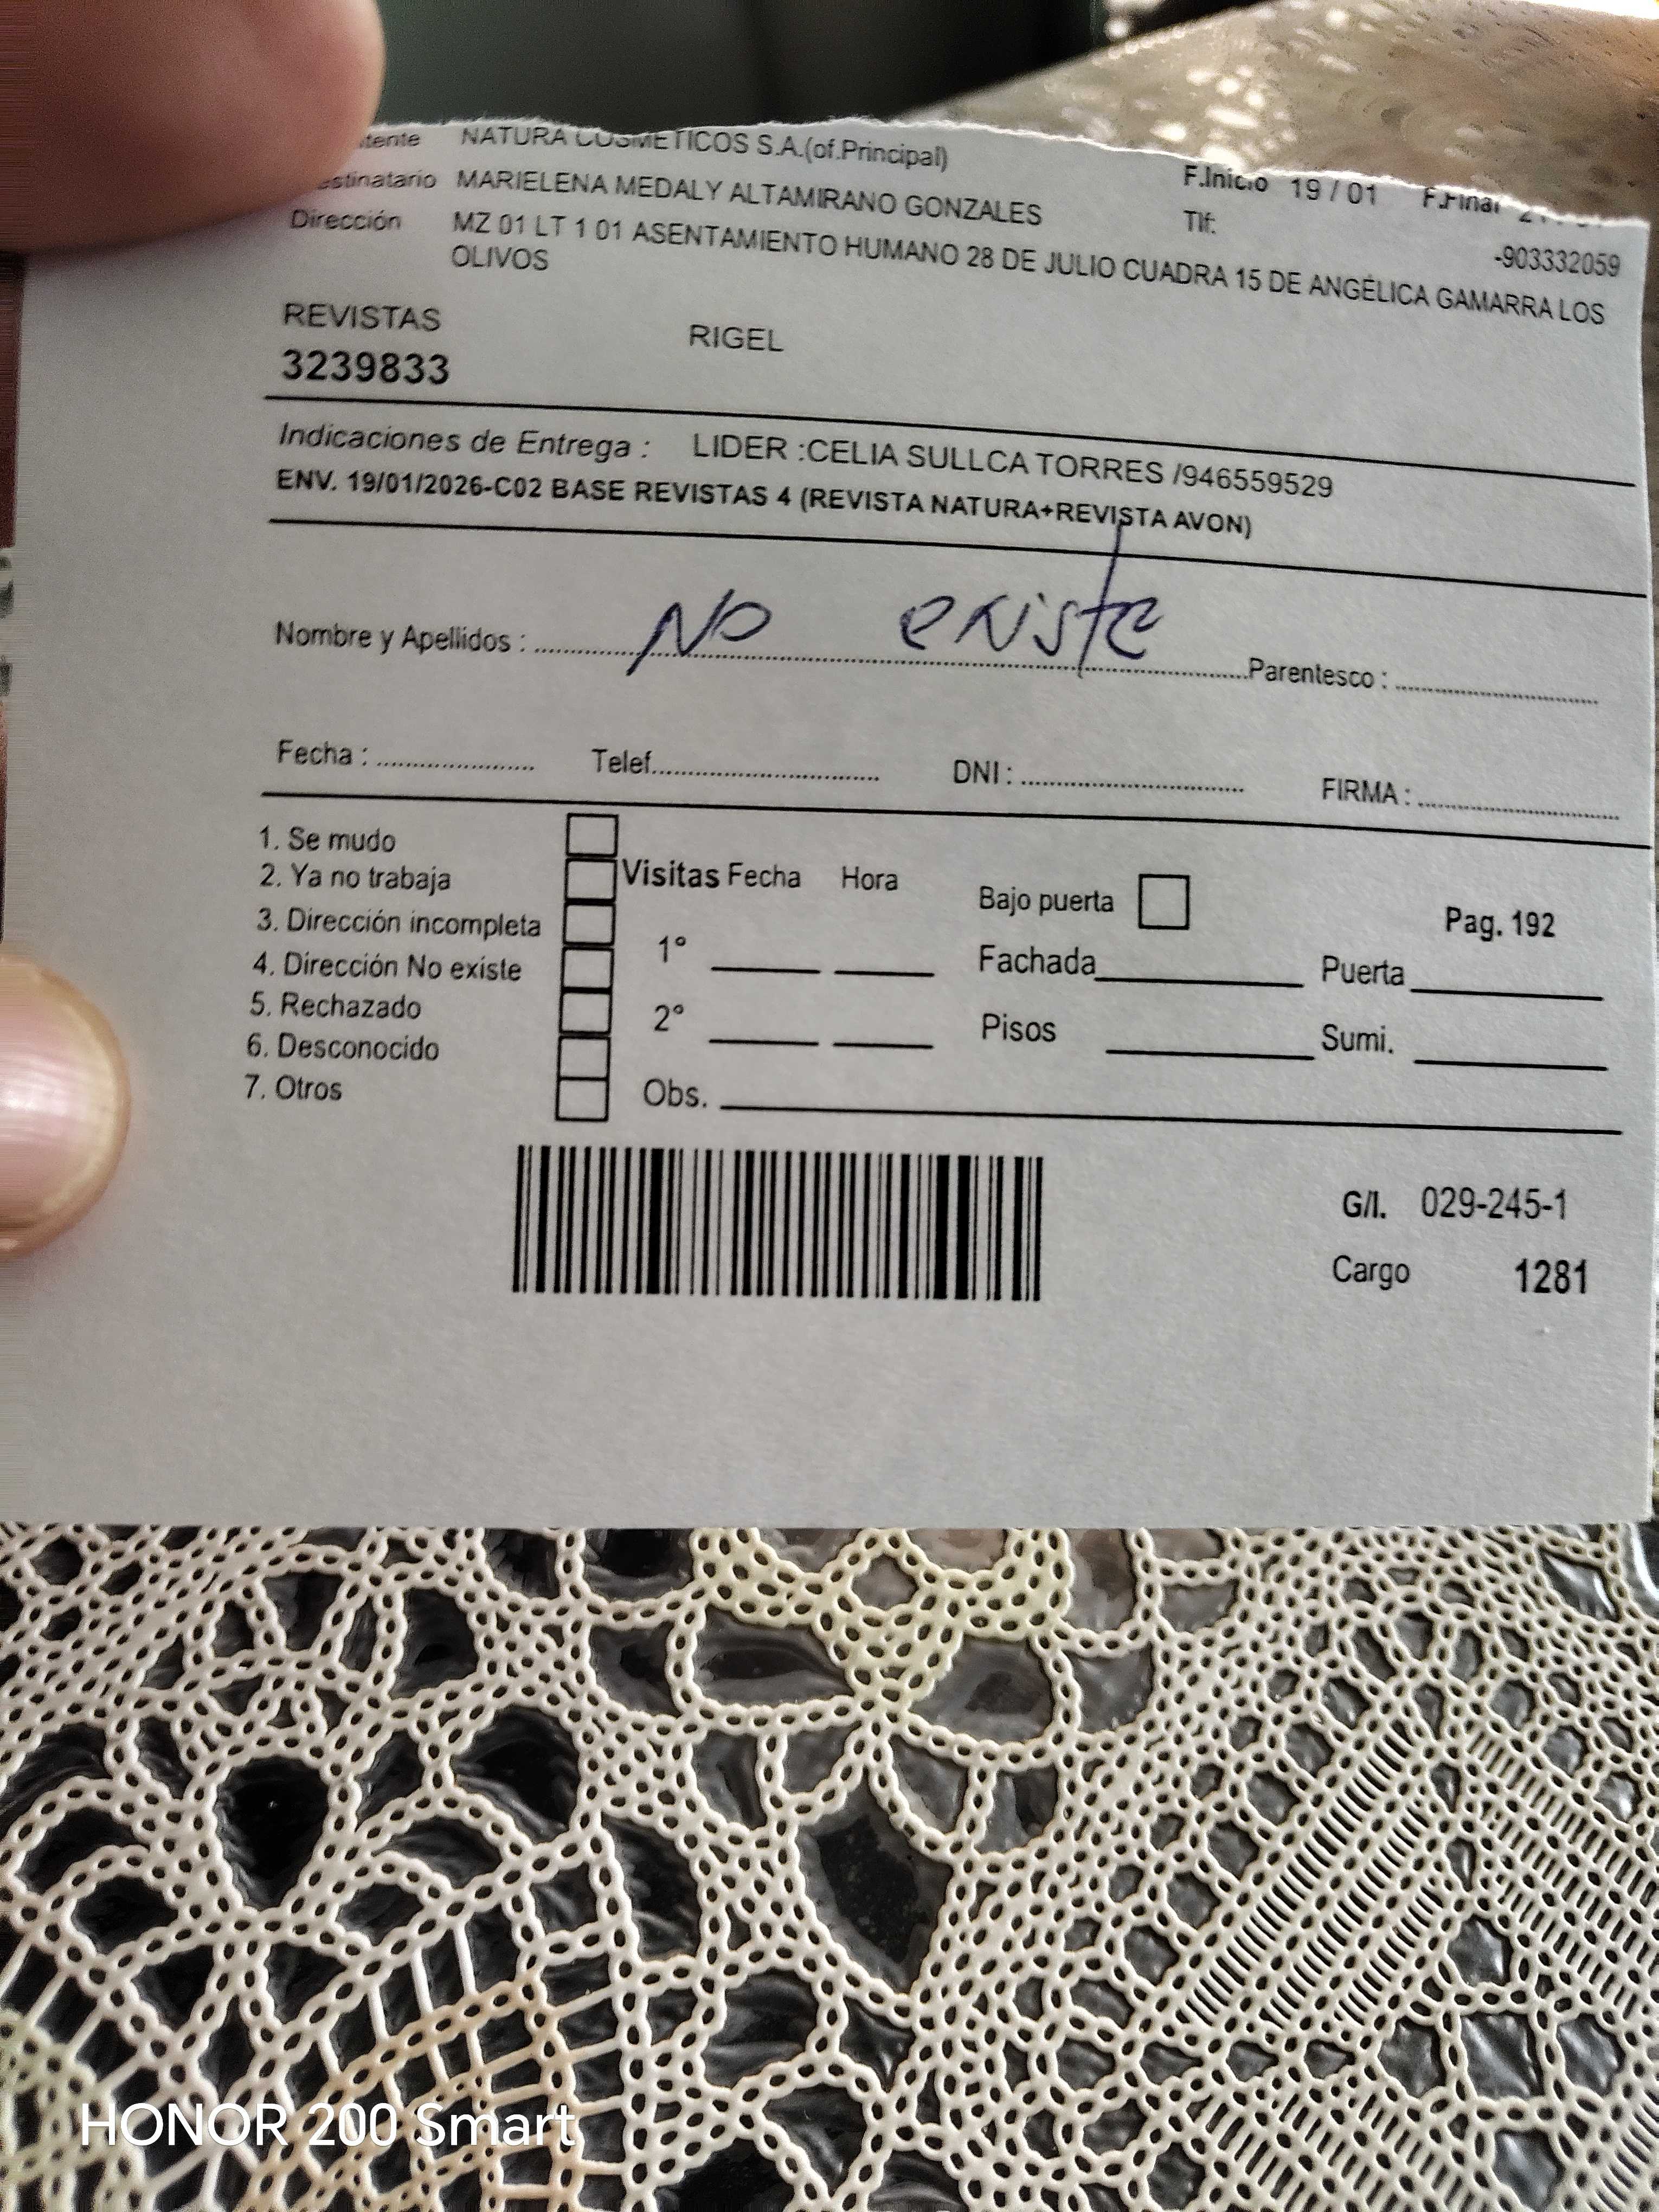 NATURA COSMETICOS S.A.(of.Principal)
F.Inicio 19 / 01 F.Final
MARIELENA MEDALY ALTAMIRANO GONZALES
Tlf:
-903332059
Dirección MZ 01 LT 1 01 ASENTAMIENTO HUMANO 28 DE JULIO CUADRA 15 DE ANGÉLICA GAMARRA LOS
OLIVOS
REVISTAS RIGEL
3239833
Indicaciones de Entrega : LIDER :CELIA SULLCA TORRES /946559529
ENV. 19/01/2026-C02 BASE REVISTAS 4 (REVISTA NATURA+REVISTA AVON)
Nombre y Apellidos : No existe Parentesco :
Fecha : Telef. DNI : FIRMA :
1. Se mudo
2. Ya no trabaja
3. Dirección incompleta
4. Dirección No existe
5. Rechazado
6. Desconocido
7. Otros
Visitas Fecha Hora
1°
2°
Obs.
Bajo puerta
Pag. 192
Fachada Puerta
Pisos Sumi.
G/I. 029-245-1
Cargo 1281
HONOR 200 Smart